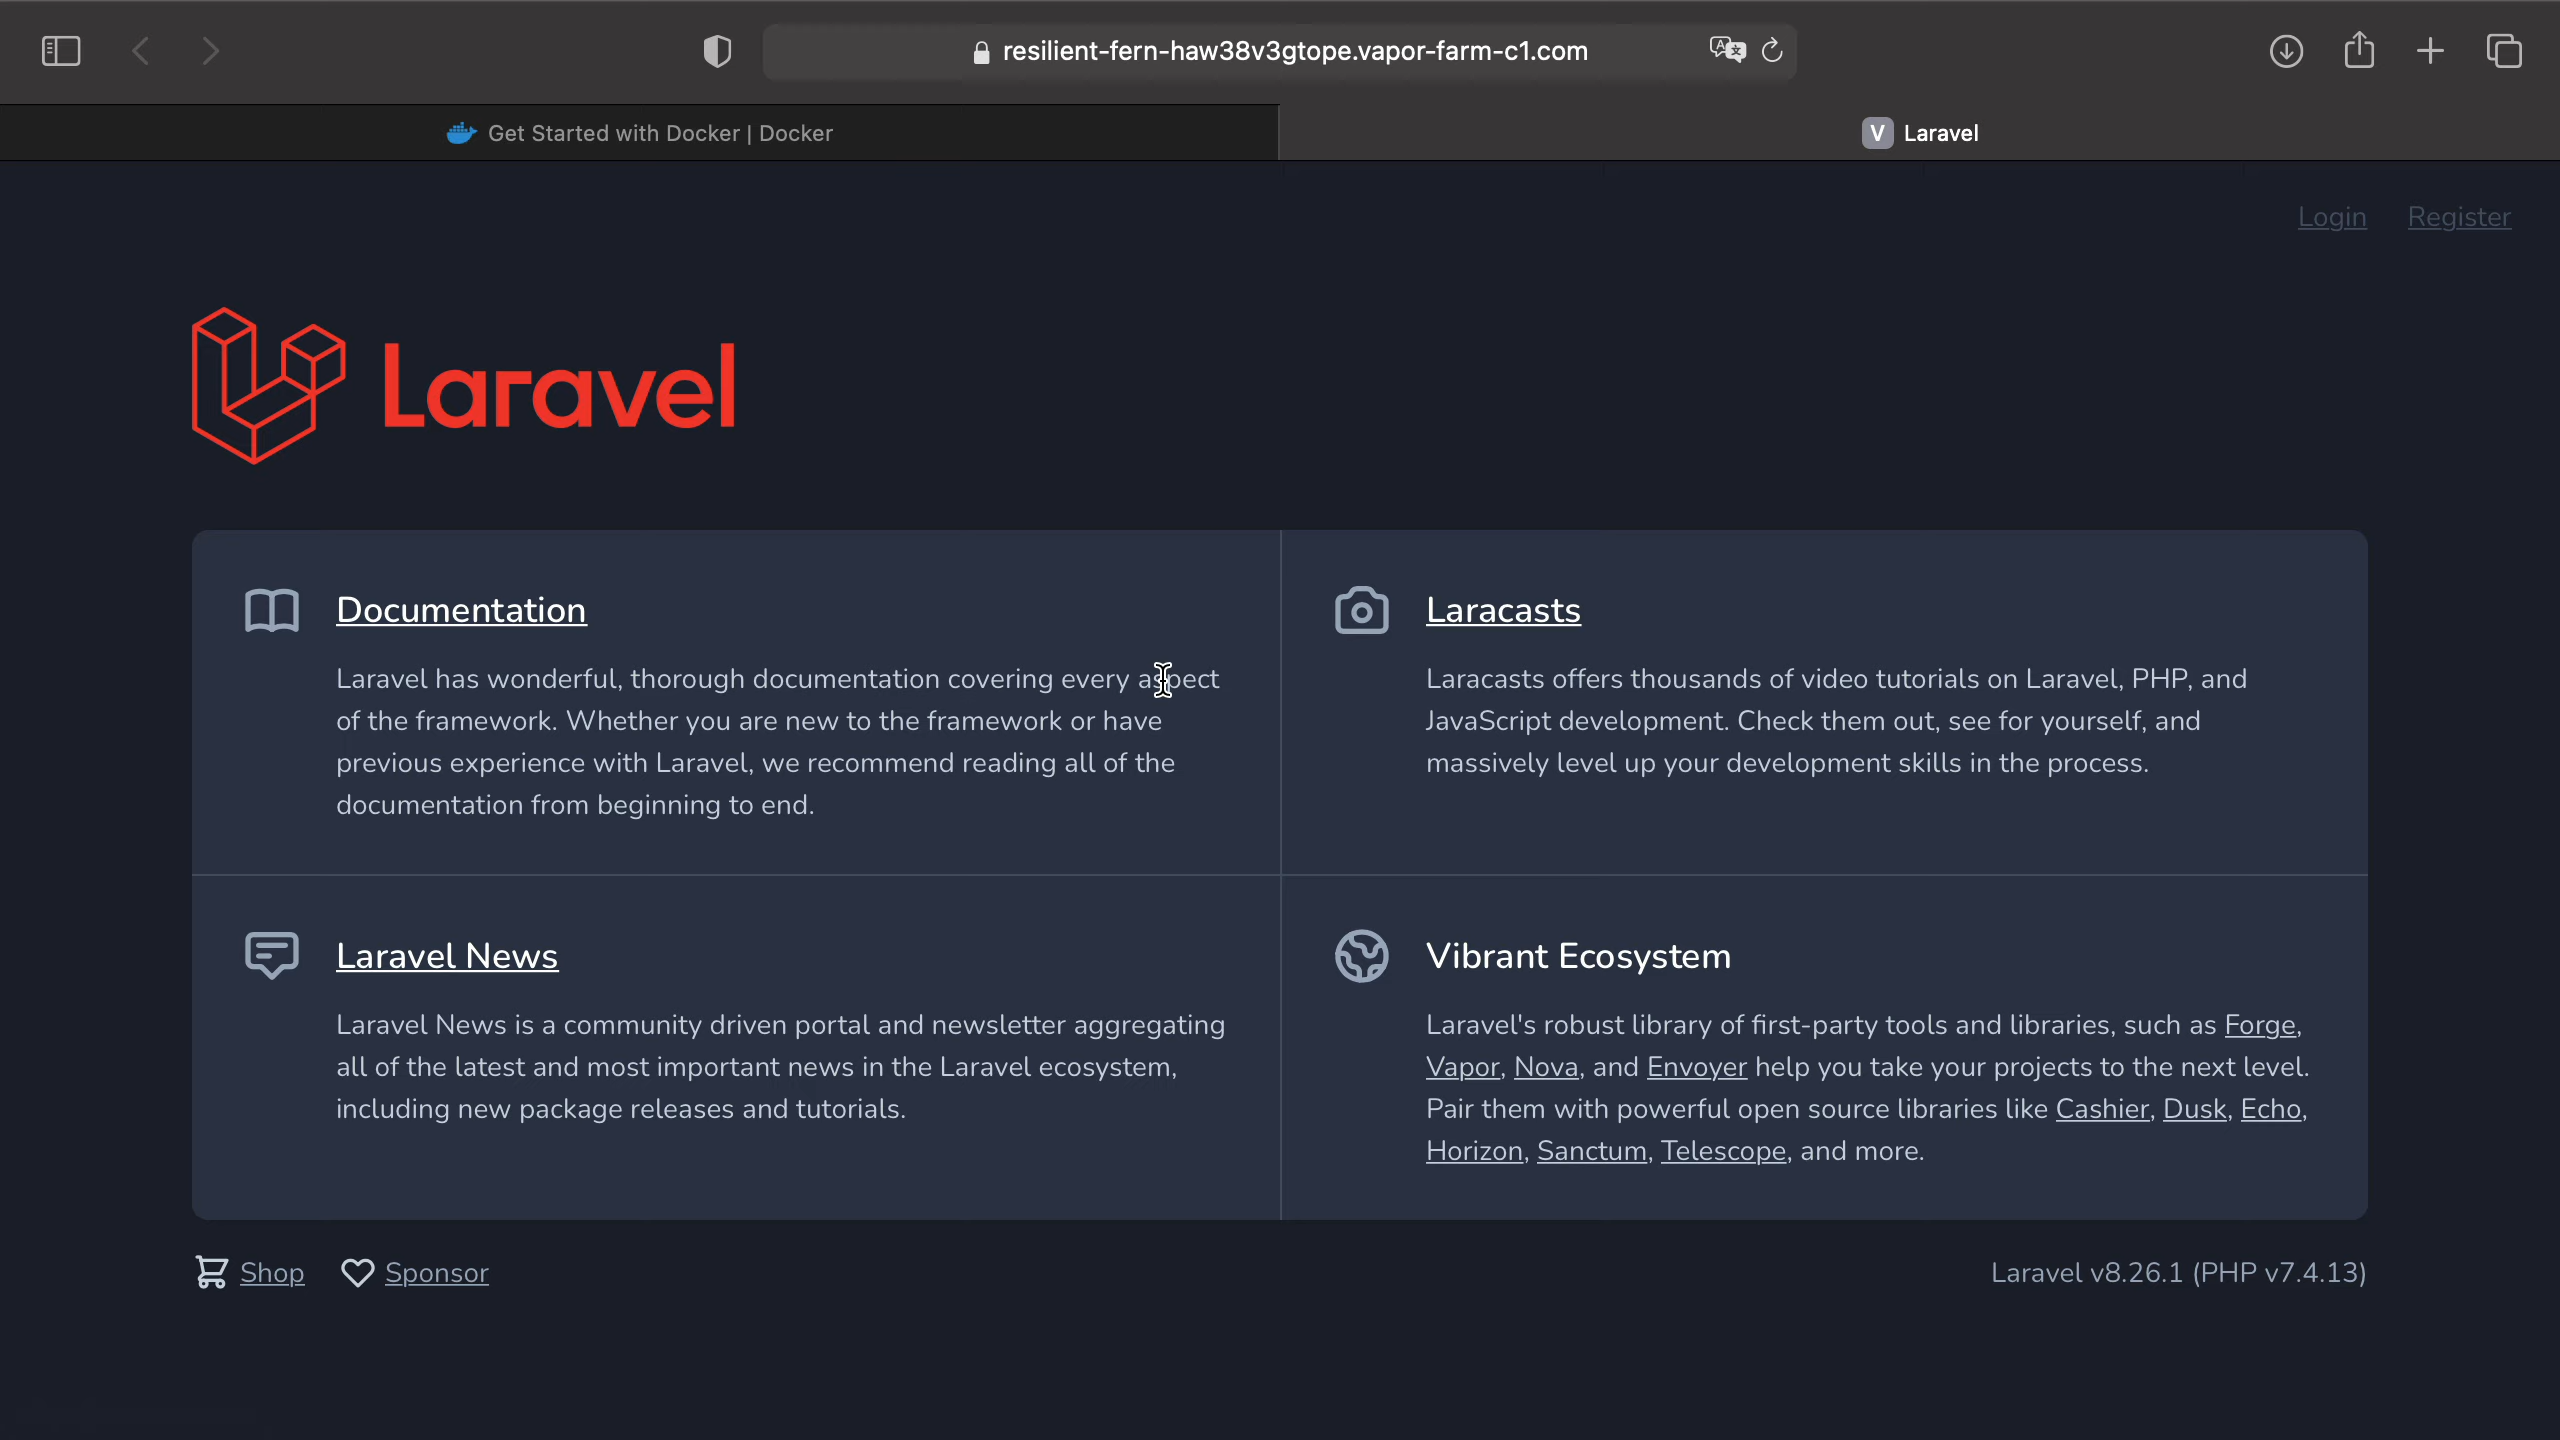 resilient-fern-haw38v3gtope.vapor-farm-c1.com
Get Started with Docker | Docker
V Laravel
Login Register
Laravel
Documentation
Laravel has wonderful, thorough documentation covering every aspect
of the framework. Whether you are new to the framework or have
previous experience with Laravel, we recommend reading all of the
documentation from beginning to end.
Laracasts
Laracasts offers thousands of video tutorials on Laravel, PHP, and
JavaScript development. Check them out, see for yourself, and
massively level up your development skills in the process.
Laravel News
Laravel News is a community driven portal and newsletter aggregating
all of the latest and most important news in the Laravel ecosystem,
including new package releases and tutorials.
Vibrant Ecosystem
Laravel's robust library of first-party tools and libraries, such as Forge,
Vapor, Nova, and Envoyer help you take your projects to the next level.
Pair them with powerful open source libraries like Cashier, Dusk, Echo,
Horizon, Sanctum, Telescope, and more.
Shop Sponsor
Laravel v8.26.1 (PHP v7.4.13)